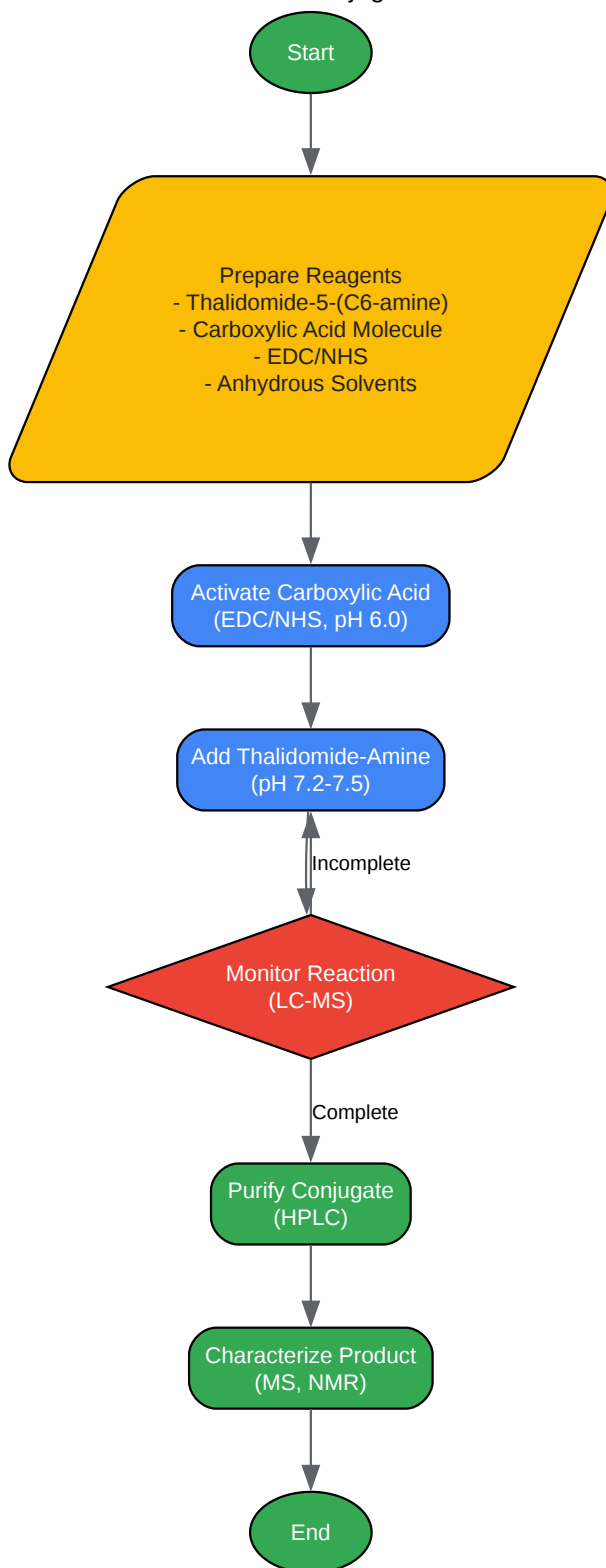 Start
Prepare Reagents
- Thalidomide-5-(C6-amine)
- Carboxylic Acid Molecule
- EDC/NHS
- Anhydrous Solvents
Activate Carboxylic Acid
(EDC/NHS, pH 6.0)
Add Thalidomide-Amine
(pH 7.2-7.5)
Incomplete
Monitor Reaction
(LC-MS)
Complete
Purify Conjugate
(HPLC)
Characterize Product
(MS, NMR)
End